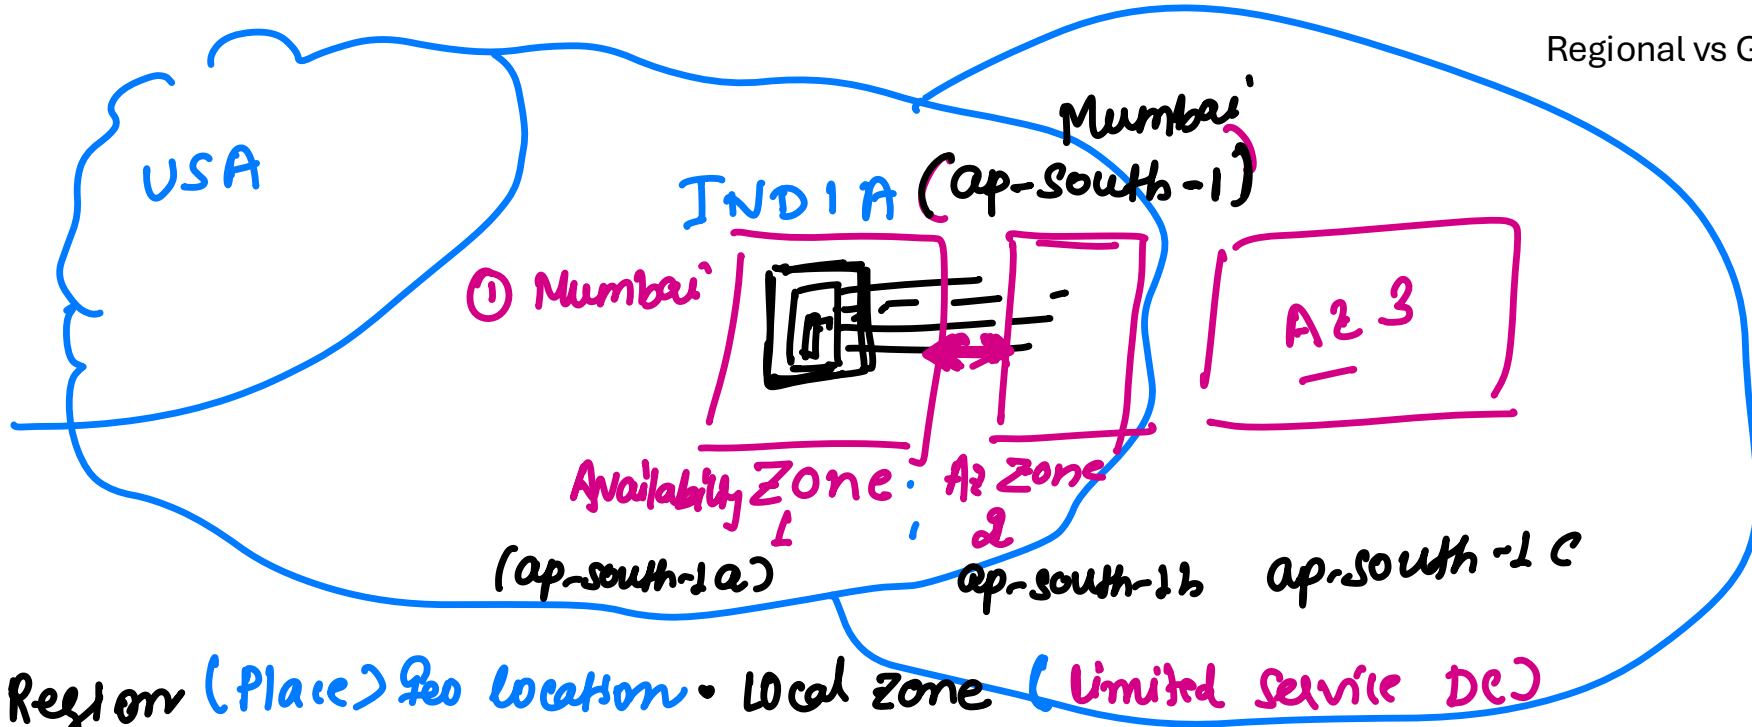 Regional vs G
Mumbai
USA
INDIA (ap-south-1)
① Mumbai
AZ 3
Availability Zone 1
Az Zone 2
(ap-south-1a)
ap-south-1b
ap-south-1c
Region (Place) Geo location • Local Zone (Limited Service DC)